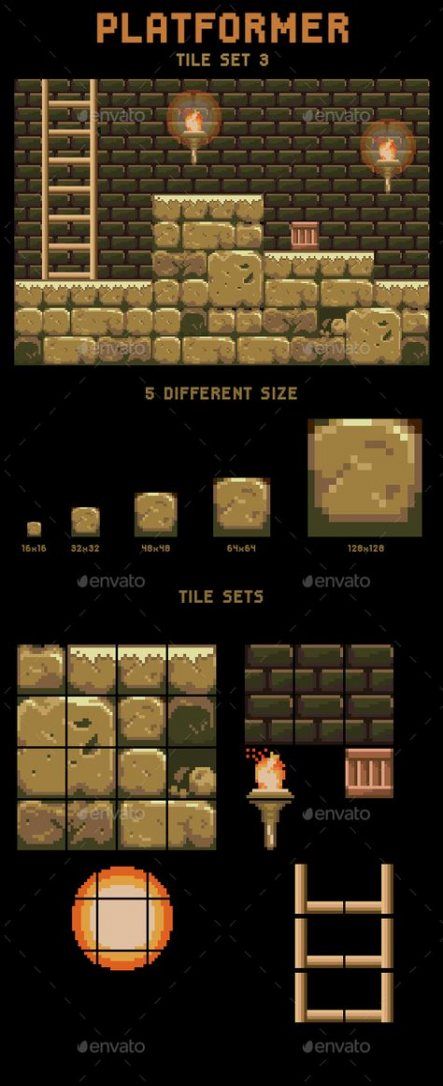 PLATFORMER
TILE SET 3
envato envato
envato envato
5 DIFFERENT SIZE
16x16 32x32 48x48 64x64 128x128
envato envato
TILE SETS
envato envato
envato envato